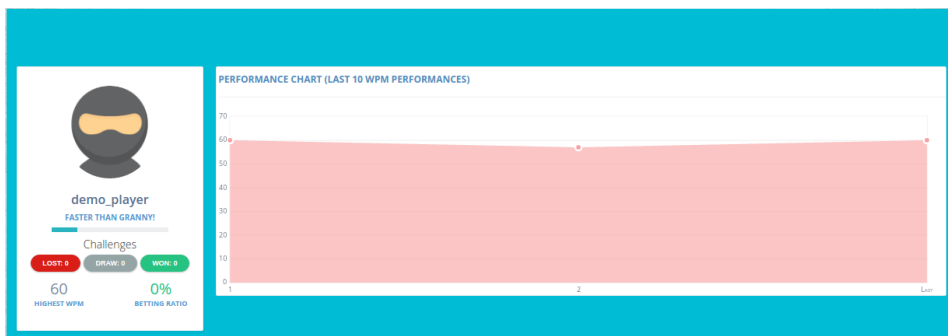 demo_player
FASTER THAN GRANNY!
Challenges
LOST: 0 DRAW: 0 WON: 0
60 0%
HIGHEST WPM BETTING RATIO
PERFORMANCE CHART (LAST 10 WPM PERFORMANCES)
70
60
50
40
30
20
10
0
1 2 Last